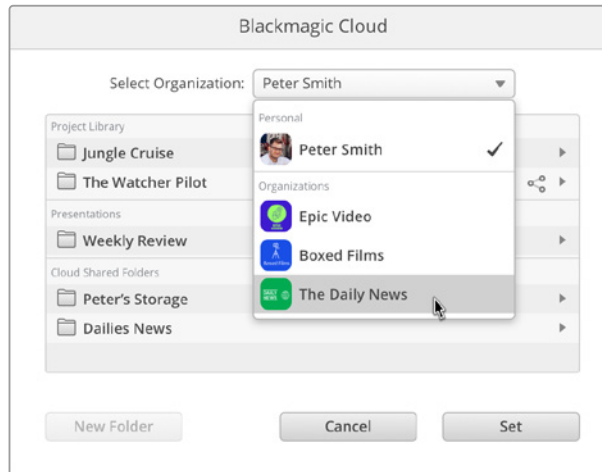 Blackmagic Cloud
Select Organization: Peter Smith
Personal
Peter Smith
Organizations
Epic Video
Boxed Films
The Daily News
Project Library
Jungle Cruise
The Watcher Pilot
Presentations
Weekly Review
Cloud Shared Folders
Peter's Storage
Dailies News
New Folder
Cancel
Set